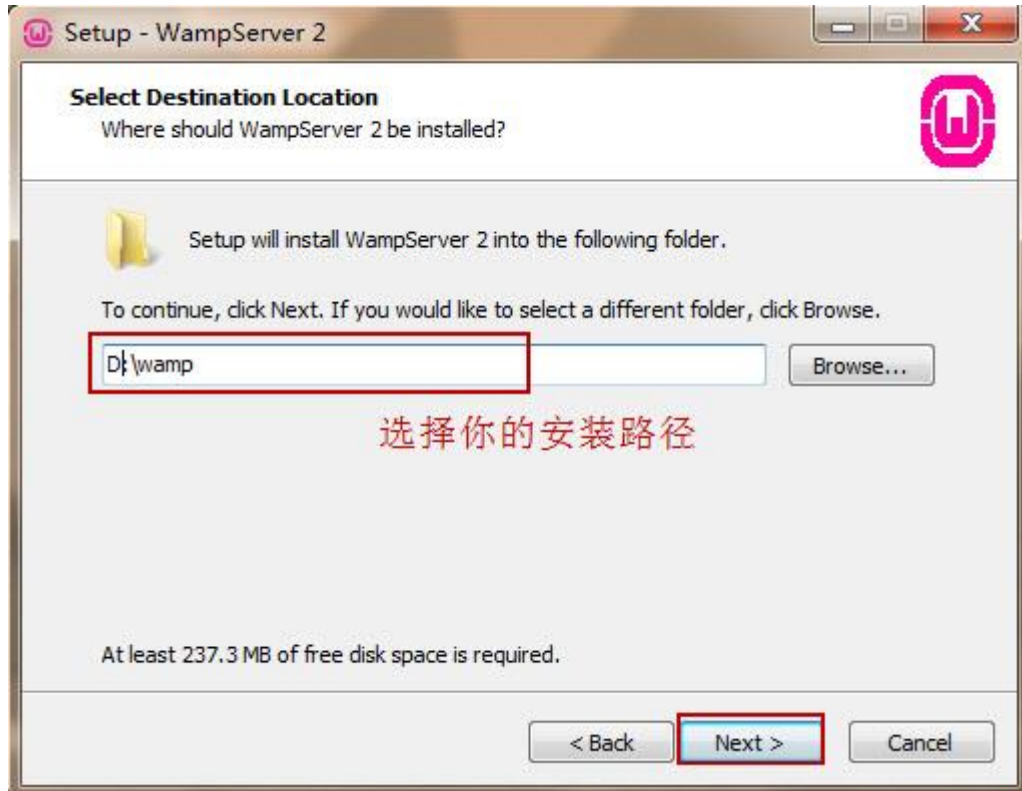 Setup - WampServer 2
Select Destination Location
Where should WampServer 2 be installed?
Setup will install WampServer 2 into the following folder.
To continue, click Next. If you would like to select a different folder, click Browse.
D:\wamp
Browse...
选择你的安装路径
At least 237.3 MB of free disk space is required.
< Back
Next >
Cancel